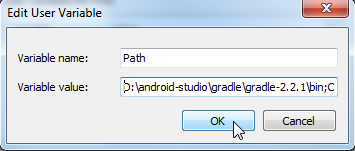 Edit User Variable
Variable name: Path
Variable value: D:\android-studio\gradle\gradle-2.2.1\bin;C
OK Cancel